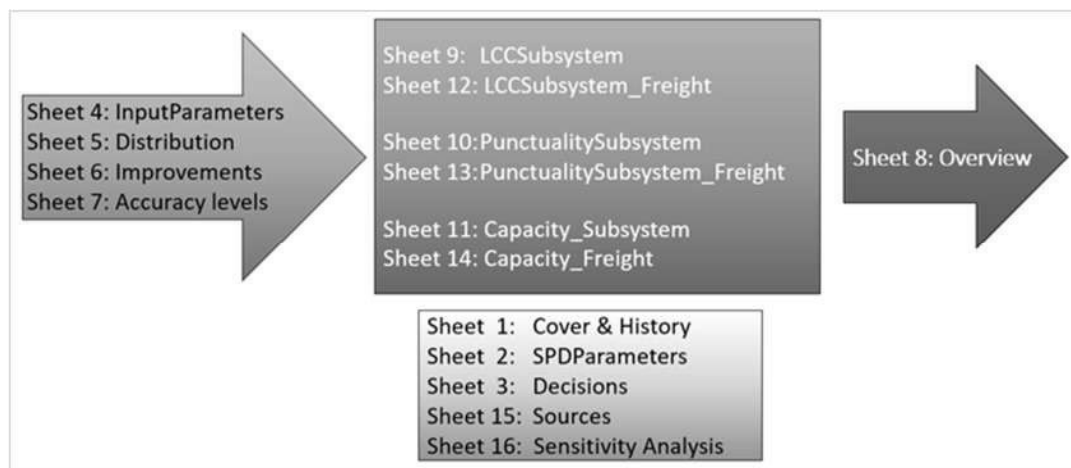 Sheet 4: InputParameters
Sheet 5: Distribution
Sheet 6: Improvements
Sheet 7: Accuracy levels
Sheet 9: LCCSubsystem
Sheet 12: LCCSubsystem_Freight
Sheet 10:PunctualitySubsystem
Sheet 13:PunctualitySubsystem_Freight
Sheet 11: Capacity_Subsystem
Sheet 14: Capacity_Freight
Sheet 8: Overview
Sheet 1: Cover & History
Sheet 2: SPDParameters
Sheet 3: Decisions
Sheet 15: Sources
Sheet 16: Sensitivity Analysis